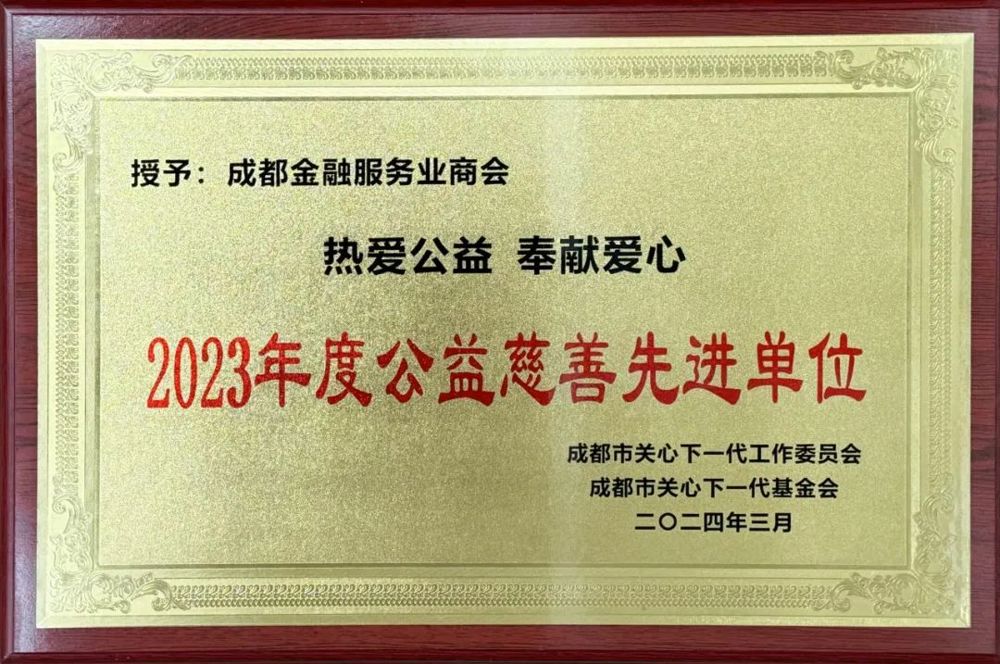 授予：成都金融服务业商会
热爱公益 奉献爱心
2023年度公益慈善先进单位
成都市关心下一代工作委员会
成都市关心下一代基金会
二〇二四年三月